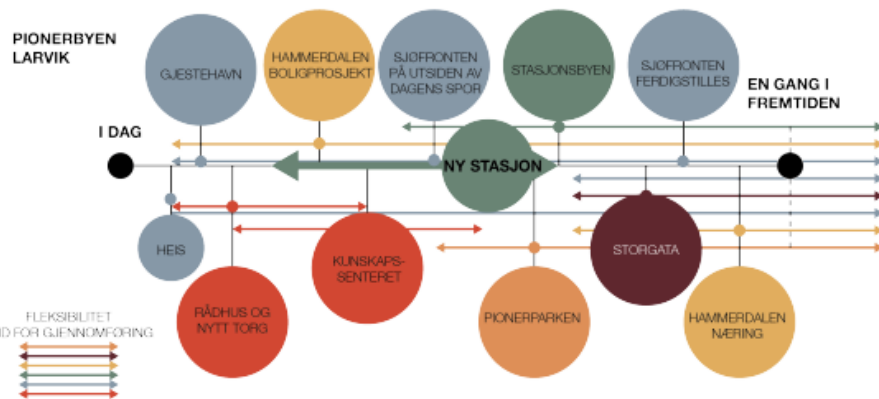 PIONERBYEN
LARVIK
GJESTEHAVN
HAMMERDALEN
BOLIGPROSJEKT
SJØFRONTEN
PÅ UTSIDEN AV
DAGENS SPOR
STASJONSBYEN
SJØFRONTEN
FERDIGSTILLES
EN GANG I
FREMTIDEN
I DAG
NY STASJON
HEIS
RÅDHUS OG
NYTT TORG
KUNSKAPS-
SENTERET
PIONERPARKEN
STORGATA
HAMMERDALEN
NÆRING
FLEKSIBILITET
FOR GJENNOMFØRING